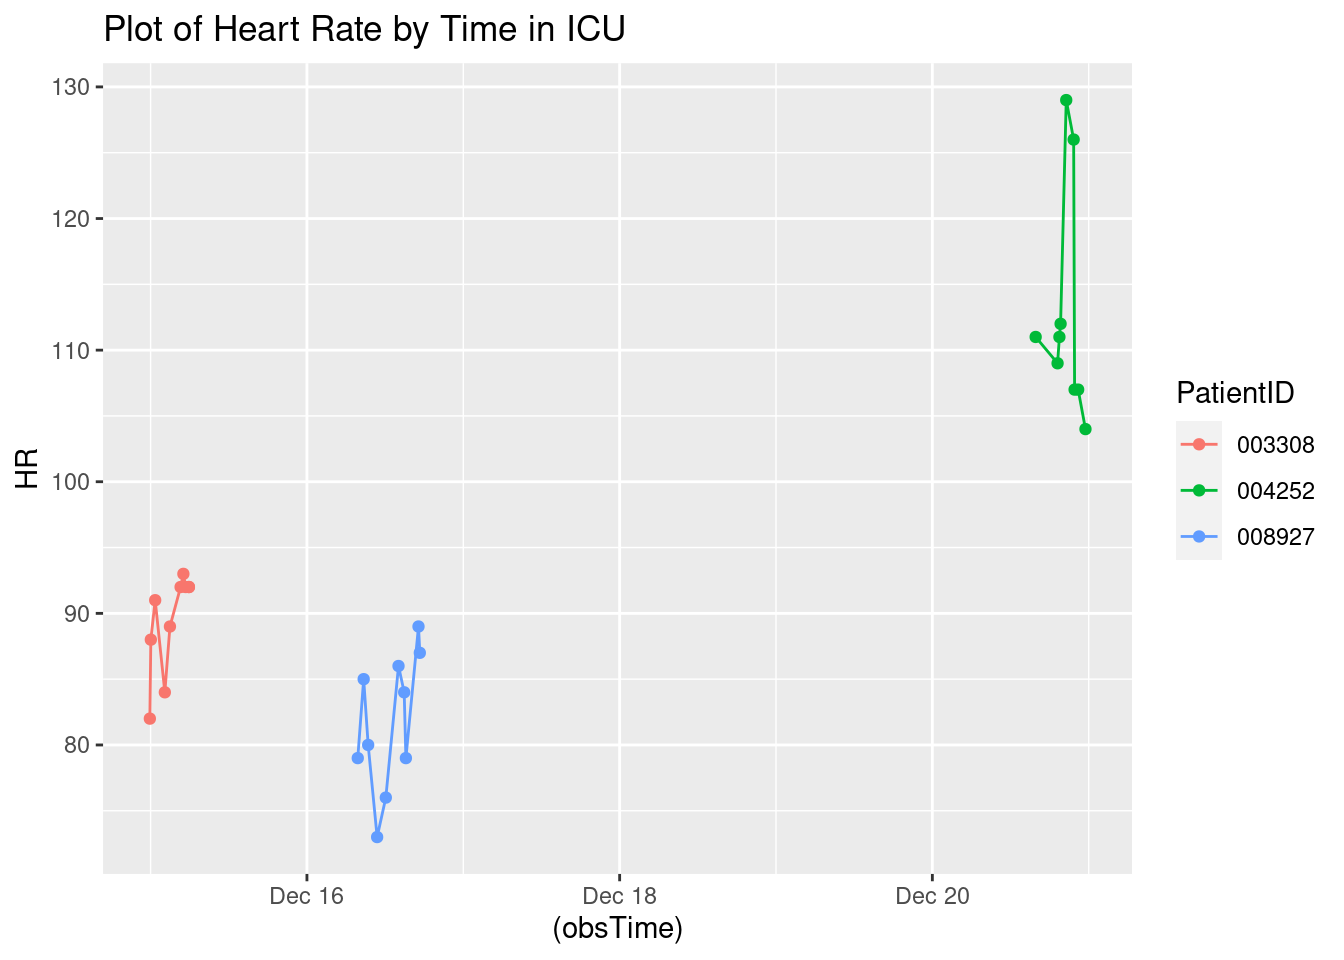 Plot of Heart Rate by Time in ICU
130
120
110
100
90
80
HR
Dec 16
Dec 18
Dec 20
(obsTime)
PatientID
003308
004252
008927